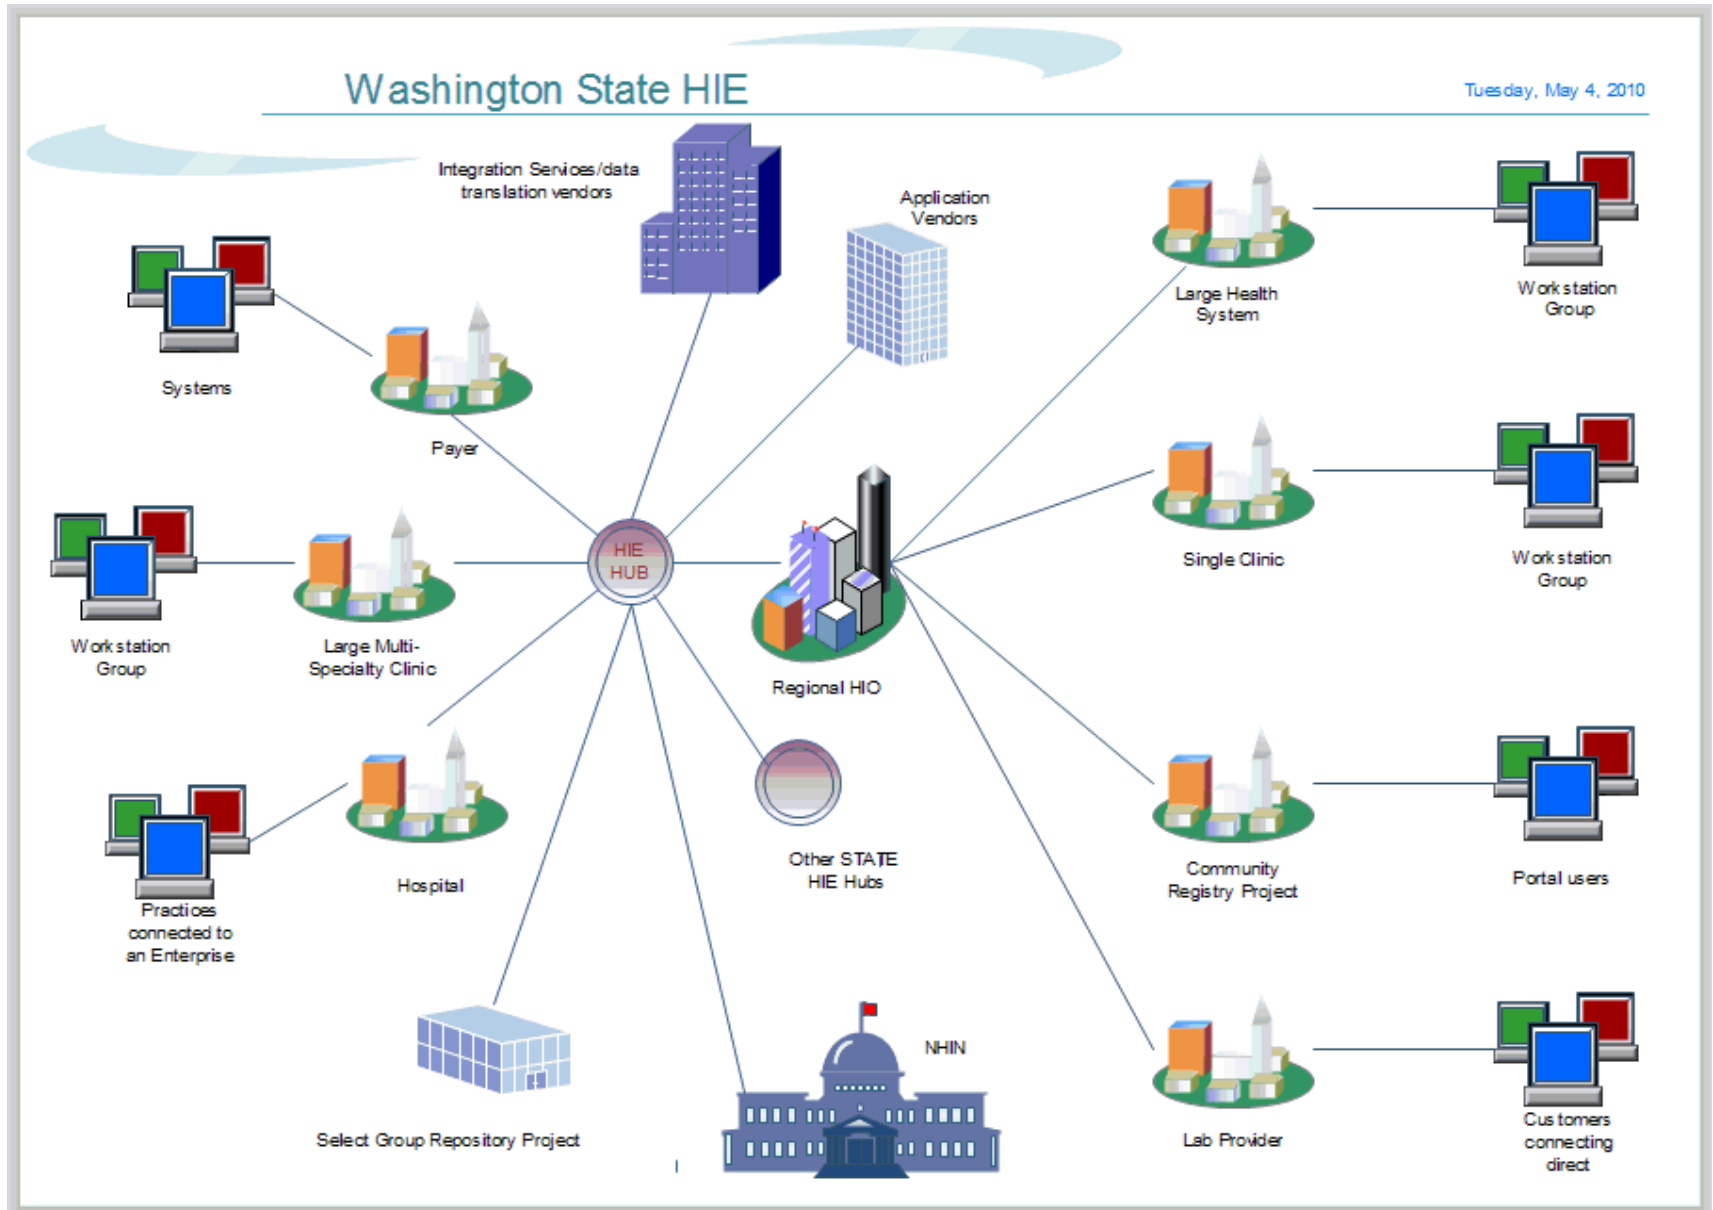 Washington State HIE
Tuesday, May 4, 2010
Integration Services/data
translation vendors
Application
Vendors
Large Health
System
Workstation
Group
Systems
Payer
HIE
HUB
Single Clinic
Workstation
Group
Workstation
Group
Large Multi-
Specialty Clinic
Regional HIO
Other STATE
HIE Hubs
Community
Registry Project
Portal users
Hospital
Practices
connected to
an Enterprise
NHIN
Select Group Repository Project
Lab Provider
Customers
connecting
direct